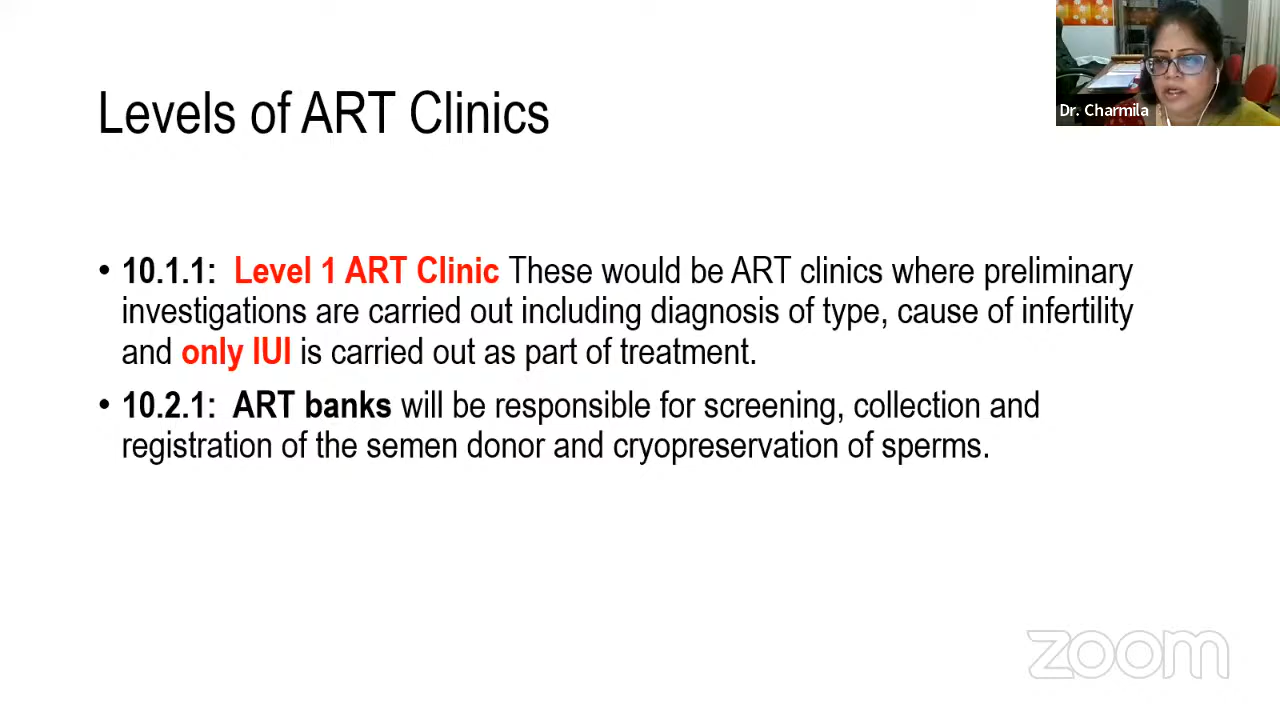 Dr. Charmila
Levels of ART Clinics
• 10.1.1: Level 1 ART Clinic These would be ART clinics where preliminary
investigations are carried out including diagnosis of type, cause of infertility
and only IUI is carried out as part of treatment.
• 10.2.1: ART banks will be responsible for screening, collection and
registration of the semen donor and cryopreservation of sperms.
zoom